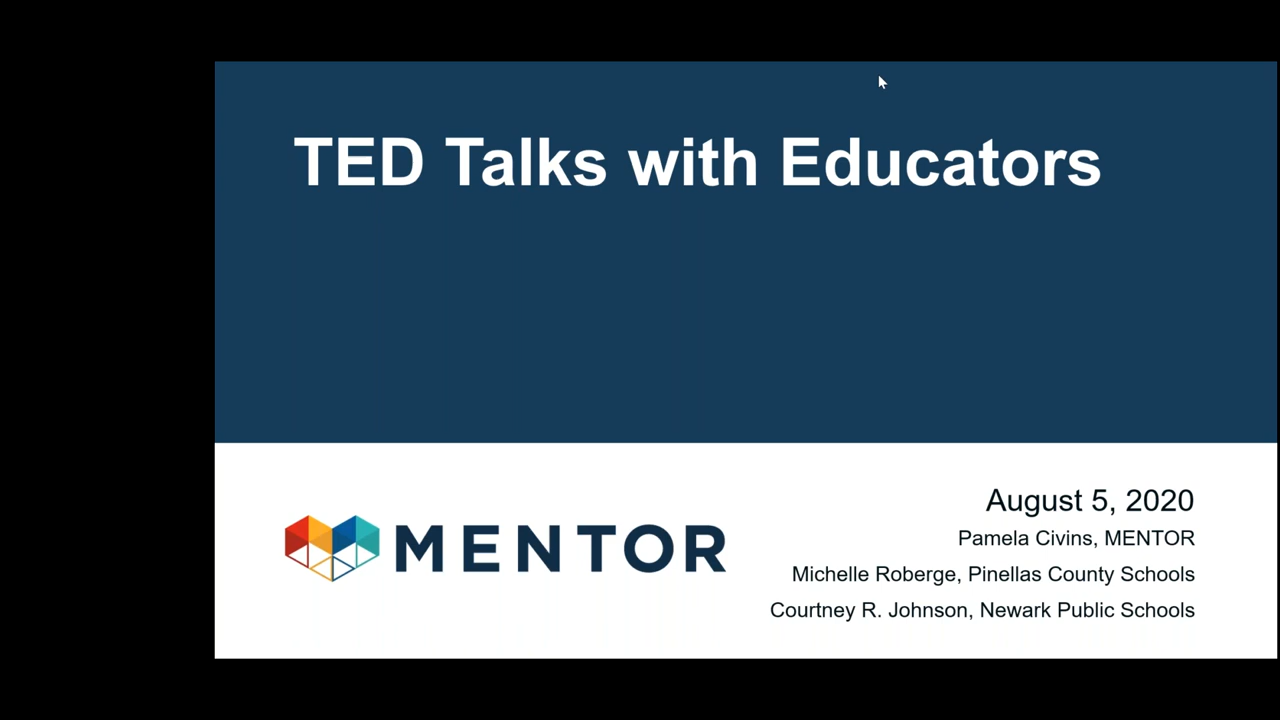 TED Talks with Educators
MENTOR
August 5, 2020
Pamela Civins, MENTOR
Michelle Roberge, Pinellas County Schools
Courtney R. Johnson, Newark Public Schools